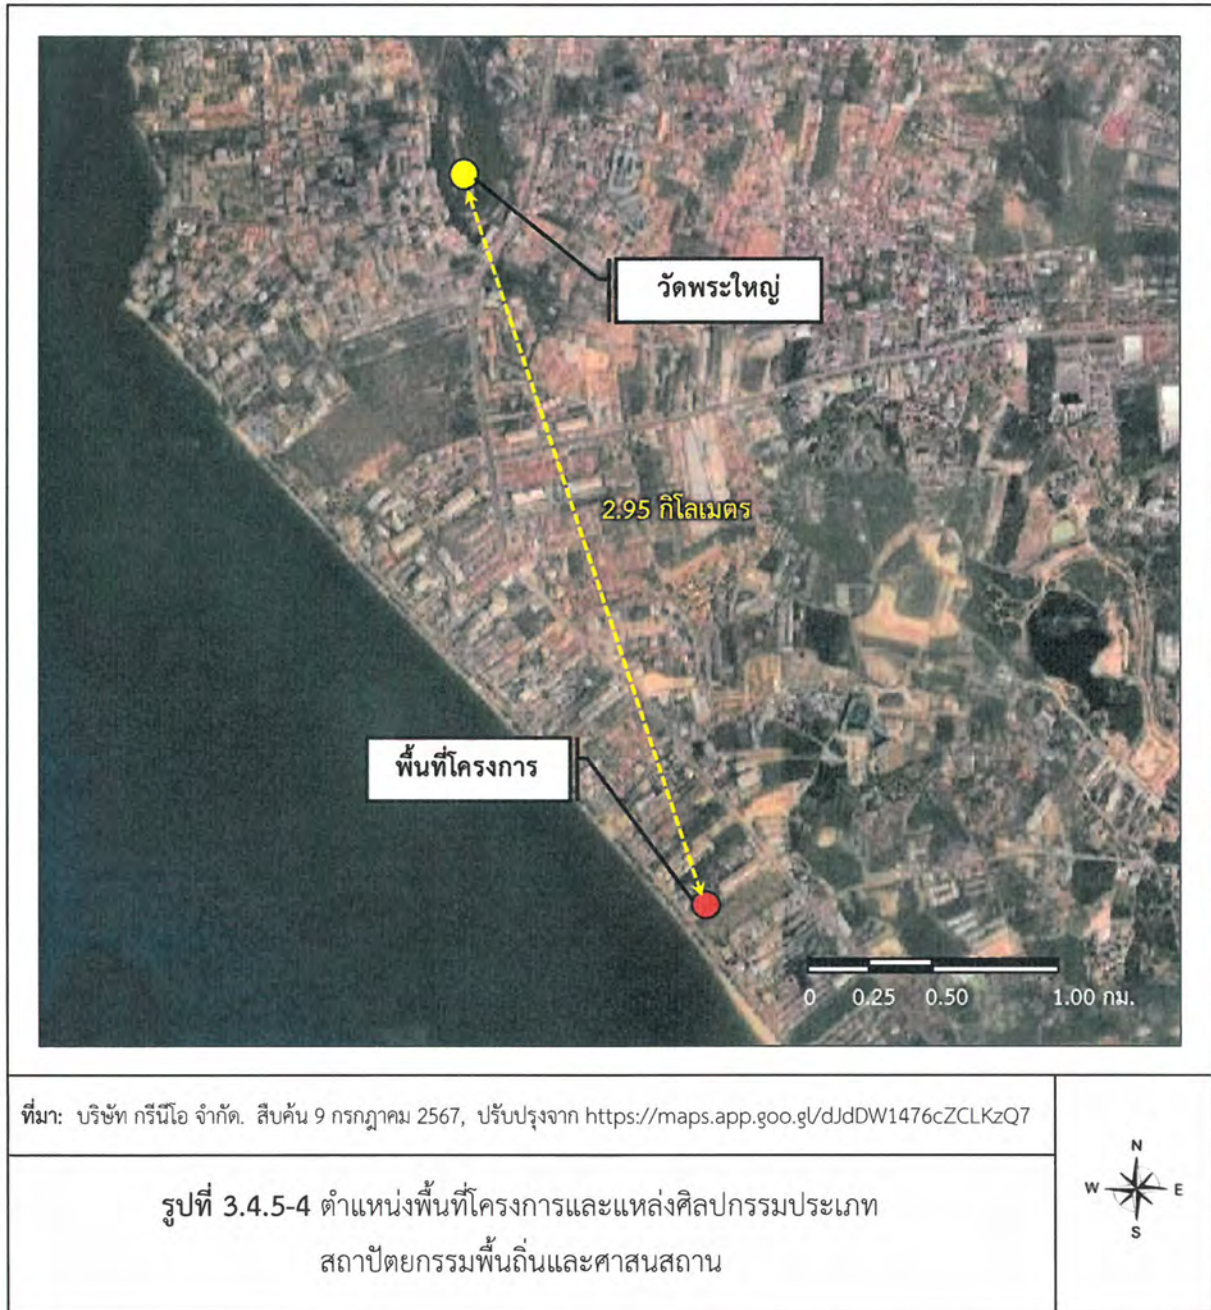 วัดพระใหญ่
2.95 กิโลเมตร
พื้นที่โครงการ
0 0.25 0.50 1.00 กม.
ที่มา: บริษัท กรีนีโอ จำกัด. สืบค้น 9 กรกฎาคม 2567, ปรับปรุงจาก https://maps.app.goo.gl/dJdDW1476cZCLKzQ7
รูปที่ 3.4.5-4 ตำแหน่งพื้นที่โครงการและแหล่งศิลปกรรมประเภท
สถาปัตยกรรมพื้นถิ่นและศาสนสถาน
N
W E
S